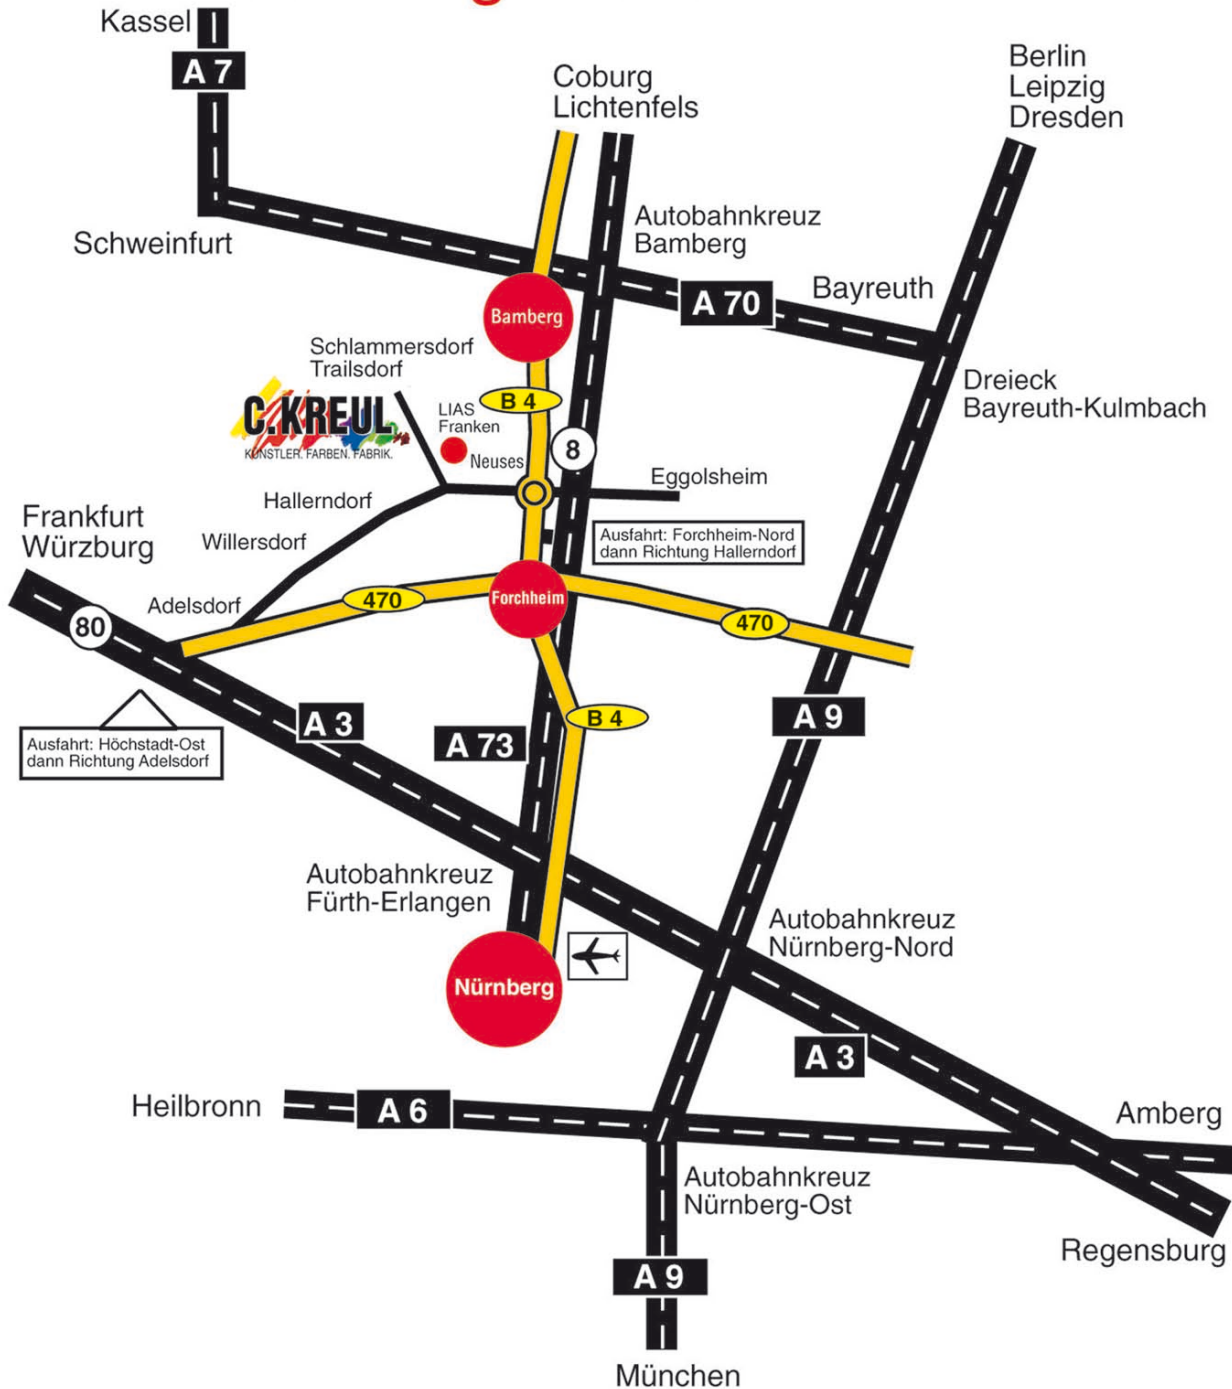 Kassel
A 7
Coburg
Lichtenfels
Berlin
Leipzig
Dresden
Schweinfurt
Autobahnkreuz
Bamberg
Bayreuth
A 70
Bamberg
Schlammersdorf
Trailsdorf
Dreieck
Bayreuth-Kulmbach
B 4
C.KREUL
KÜNSTLER. FARBEN. FABRIK.
LIAS
Franken
Neuses
8
Eggolsheim
Hallerndorf
Frankfurt
Würzburg
Willersdorf
Ausfahrt: Forchheim-Nord
dann Richtung Hallerndorf
Adelsdorf
470
Forchheim
470
80
A 3
B 4
A 9
A 73
Ausfahrt: Höchstadt-Ost
dann Richtung Adelsdorf
Autobahnkreuz
Fürth-Erlangen
Autobahnkreuz
Nürnberg-Nord
Nürnberg
A 3
Heilbronn
A 6
Amberg
Autobahnkreuz
Nürnberg-Ost
Regensburg
A 9
München